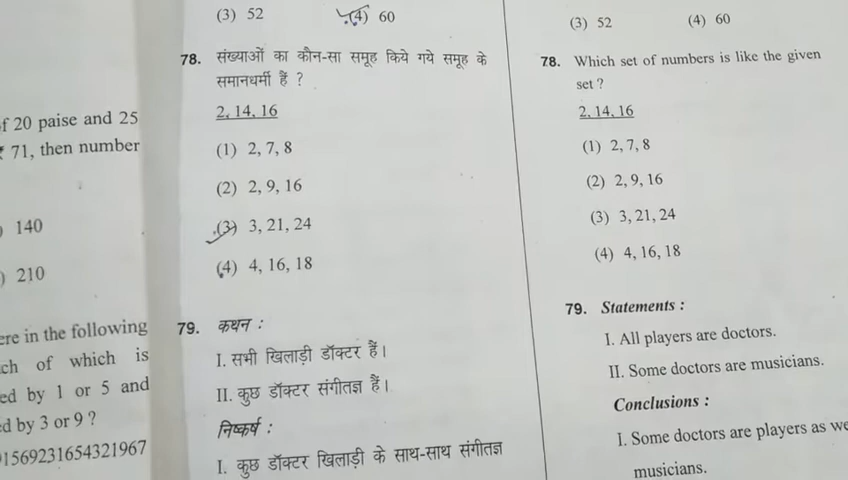 f 20 paise and 25
₹ 71, then number
) 140
) 210
ere in the following
ch of which is
ed by 1 or 5 and
d by 3 or 9 ?
1569231654321967
(3) 52
(4) 60
78. संख्याओं का कौन-सा समूह किये गये समूह के
समानधर्मी हैं ?
2, 14, 16
(1) 2, 7, 8
(2) 2, 9, 16
(3) 3, 21, 24
(4) 4, 16, 18
79. कथन :
I. सभी खिलाड़ी डॉक्टर हैं।
II. कुछ डॉक्टर संगीतज्ञ हैं।
निष्कर्ष :
I. कुछ डॉक्टर खिलाड़ी के साथ-साथ संगीतज्ञ
(3) 52
(4) 60
78. Which set of numbers is like the given
set ?
2, 14, 16
(1) 2, 7, 8
(2) 2, 9, 16
(3) 3, 21, 24
(4) 4, 16, 18
79. Statements :
I. All players are doctors.
II. Some doctors are musicians.
Conclusions :
I. Some doctors are players as we
musicians.